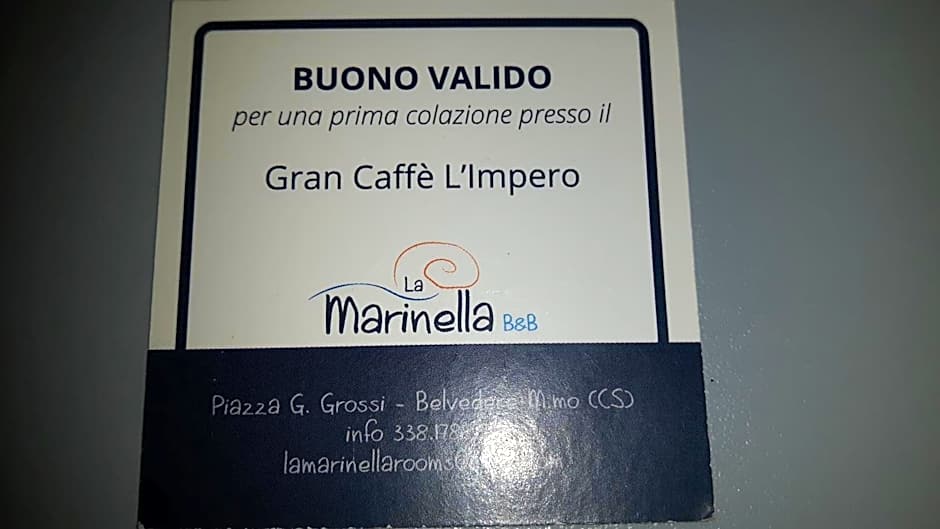 BUONO VALIDO
per una prima colazione presso il
Gran Caffè L'Impero
La
Marinella B&B
Piazza G. Grossi - Belvedere M.mo (CS)
info